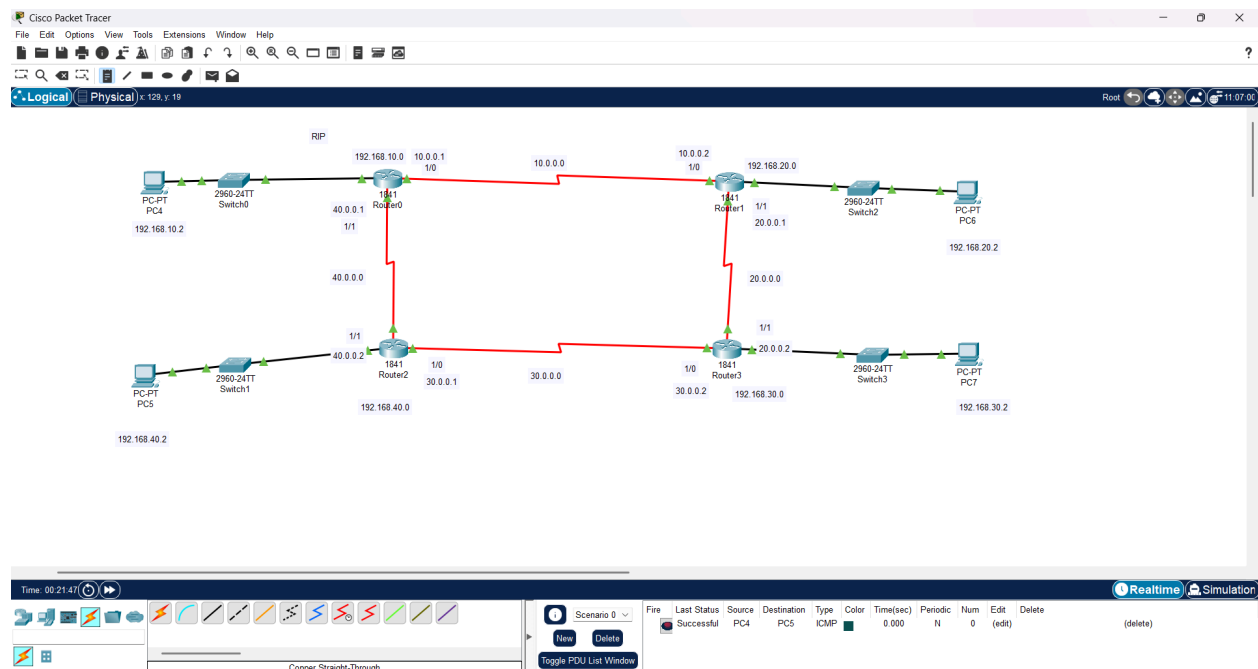 Cisco Packet Tracer
File Edit Options View Tools Extensions Window Help
?
Logical Physical x: 129, y: 19 Root 11:07:00
RIP
192.168.10.0 10.0.0.1
1/0
10.0.0.0
10.0.0.2
1/0
192.168.20.0
PC-PT
PC4
192.168.10.2
2960-24TT
Switch0
1841
Router0
40.0.0.1
1/1
1841
Router1
1/1
20.0.0.1
2960-24TT
Switch2
PC-PT
PC6
192.168.20.2
40.0.0.0
20.0.0.0
1/1
40.0.0.2
1841
Router2
1/0
30.0.0.1
30.0.0.0
1/1
20.0.0.2
1/0
30.0.0.2
1841
Router3
192.168.30.0
2960-24TT
Switch3
PC-PT
PC7
192.168.30.2
2960-24TT
Switch1
PC-PT
PC5
192.168.40.2
192.168.40.0
Time: 00:21:47 Realtime Simulation
Scenario 0
New Delete
Toggle PDU List Window
Fire Last Status Source Destination Type Color Time(sec) Periodic Num Edit Delete
Successful PC4 PC5 ICMP 0.000 N 0 (edit) (delete)
Copper Straight-Through